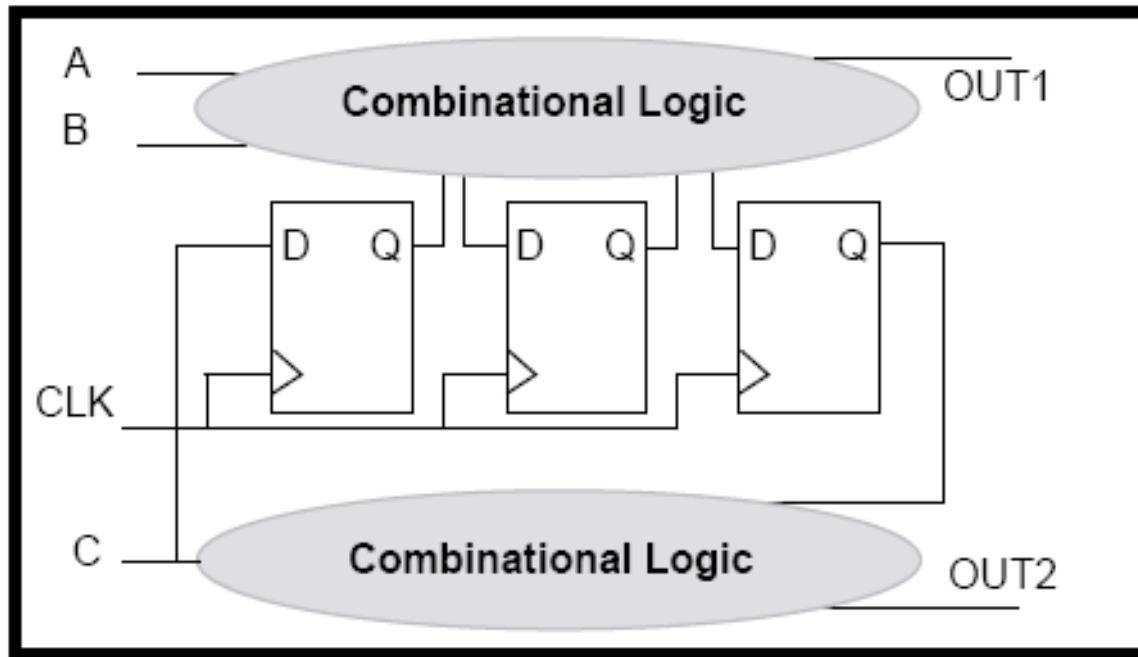 A
Combinational Logic
OUT1
B
D Q
D Q
D Q
CLK
C
Combinational Logic
OUT2